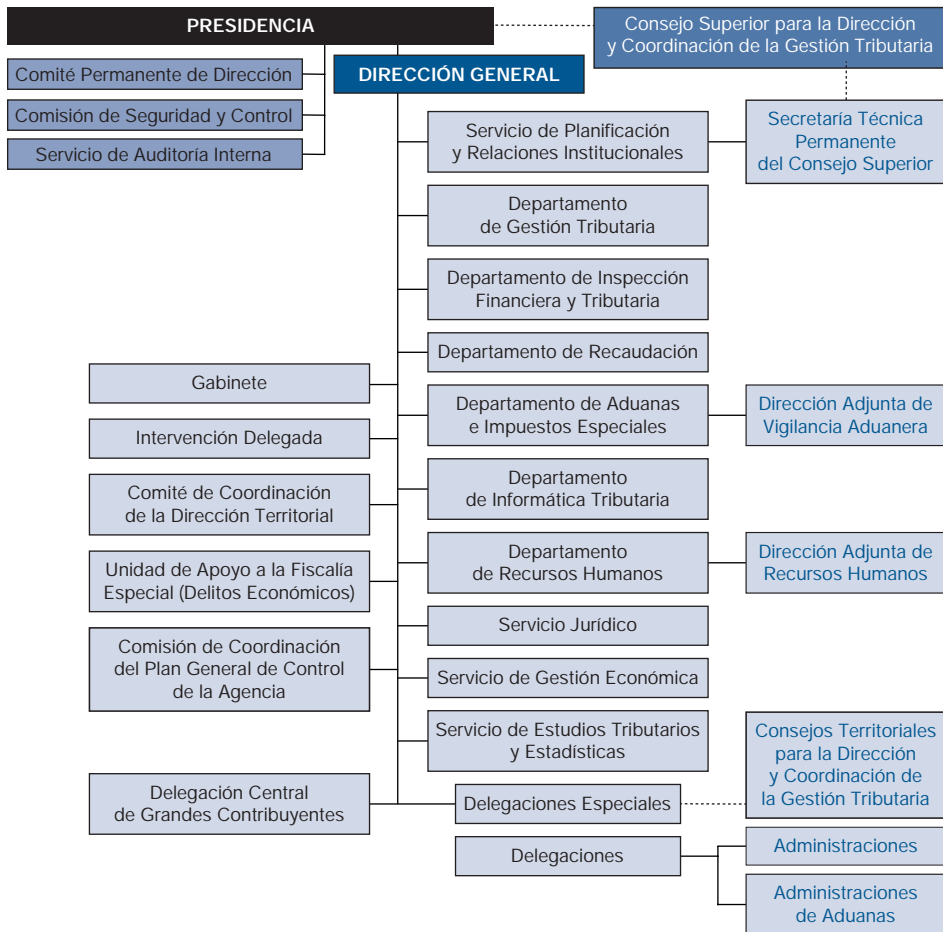 PRESIDENCIA
Consejo Superior para la Dirección
y Coordinación de la Gestión Tributaria
Comité Permanente de Dirección
DIRECCIÓN GENERAL
Comisión de Seguridad y Control
Servicio de Auditoría Interna
Servicio de Planificación
y Relaciones Institucionales
Secretaría Técnica
Permanente
del Consejo Superior
Departamento
de Gestión Tributaria
Departamento de Inspección
Financiera y Tributaria
Departamento de Recaudación
Gabinete
Departamento de Aduanas
e Impuestos Especiales
Dirección Adjunta de
Vigilancia Aduanera
Intervención Delegada
Comité de Coordinación
de la Dirección Territorial
Departamento
de Informática Tributaria
Unidad de Apoyo a la Fiscalía
Especial (Delitos Económicos)
Departamento
de Recursos Humanos
Dirección Adjunta de
Recursos Humanos
Servicio Jurídico
Comisión de Coordinación
del Plan General de Control
de la Agencia
Servicio de Gestión Económica
Servicio de Estudios Tributarios
y Estadísticas
Consejos Territoriales
para la Dirección
y Coordinación de
la Gestión Tributaria
Delegación Central
de Grandes Contribuyentes
Delegaciones Especiales
Delegaciones
Administraciones
Administraciones
de Aduanas